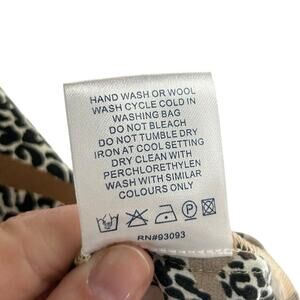 HAND WASH OR WOOL
WASH CYCLE COLD IN
WASHING BAG
DO NOT BLEACH
DO NOT TUMBLE DRY
IRON AT COOL SETTING
DRY CLEAN WITH
PERCHLORETHYLEN
WASH WITH SIMILAR
COLOURS ONLY
P
RN#93093